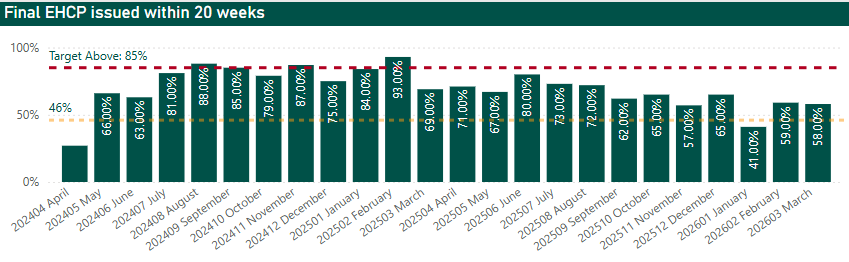 Final EHCP issued within 20 weeks
100%
Target Above: 85%
50%
46%
0%
66.00%
63.00%
81.00%
88.00%
85.00%
79.00%
87.00%
75.00%
84.00%
93.00%
69.00%
71.00%
67.00%
80.00%
73.00%
72.00%
62.00%
65.00%
57.00%
65.00%
41.00%
59.00%
58.00%
202404 April
202405 May
202406 June
202407 July
202408 August
202409 September
202410 October
202411 November
202412 December
202501 January
202502 February
202503 March
202504 April
202505 May
202506 June
202507 July
202508 August
202509 September
202510 October
202511 November
202512 December
202601 January
202602 February
202603 March